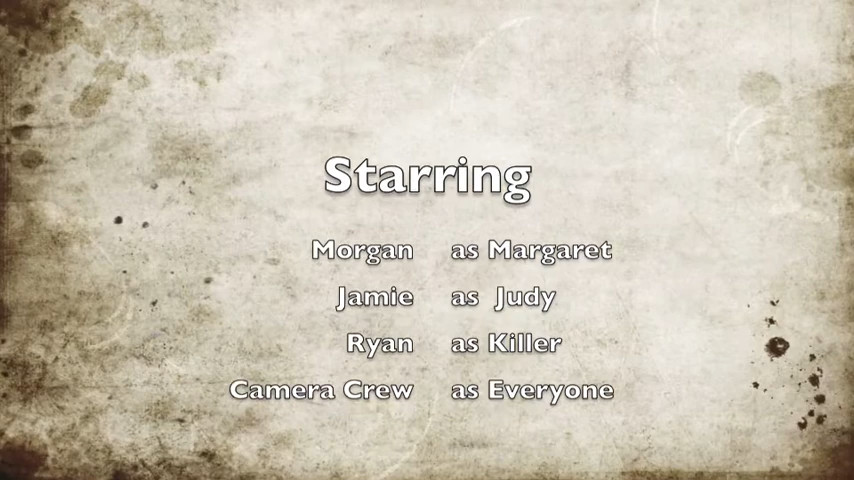 Starring
Morgan as Margaret
Jamie as Judy
Ryan as Killer
Camera Crew as Everyone